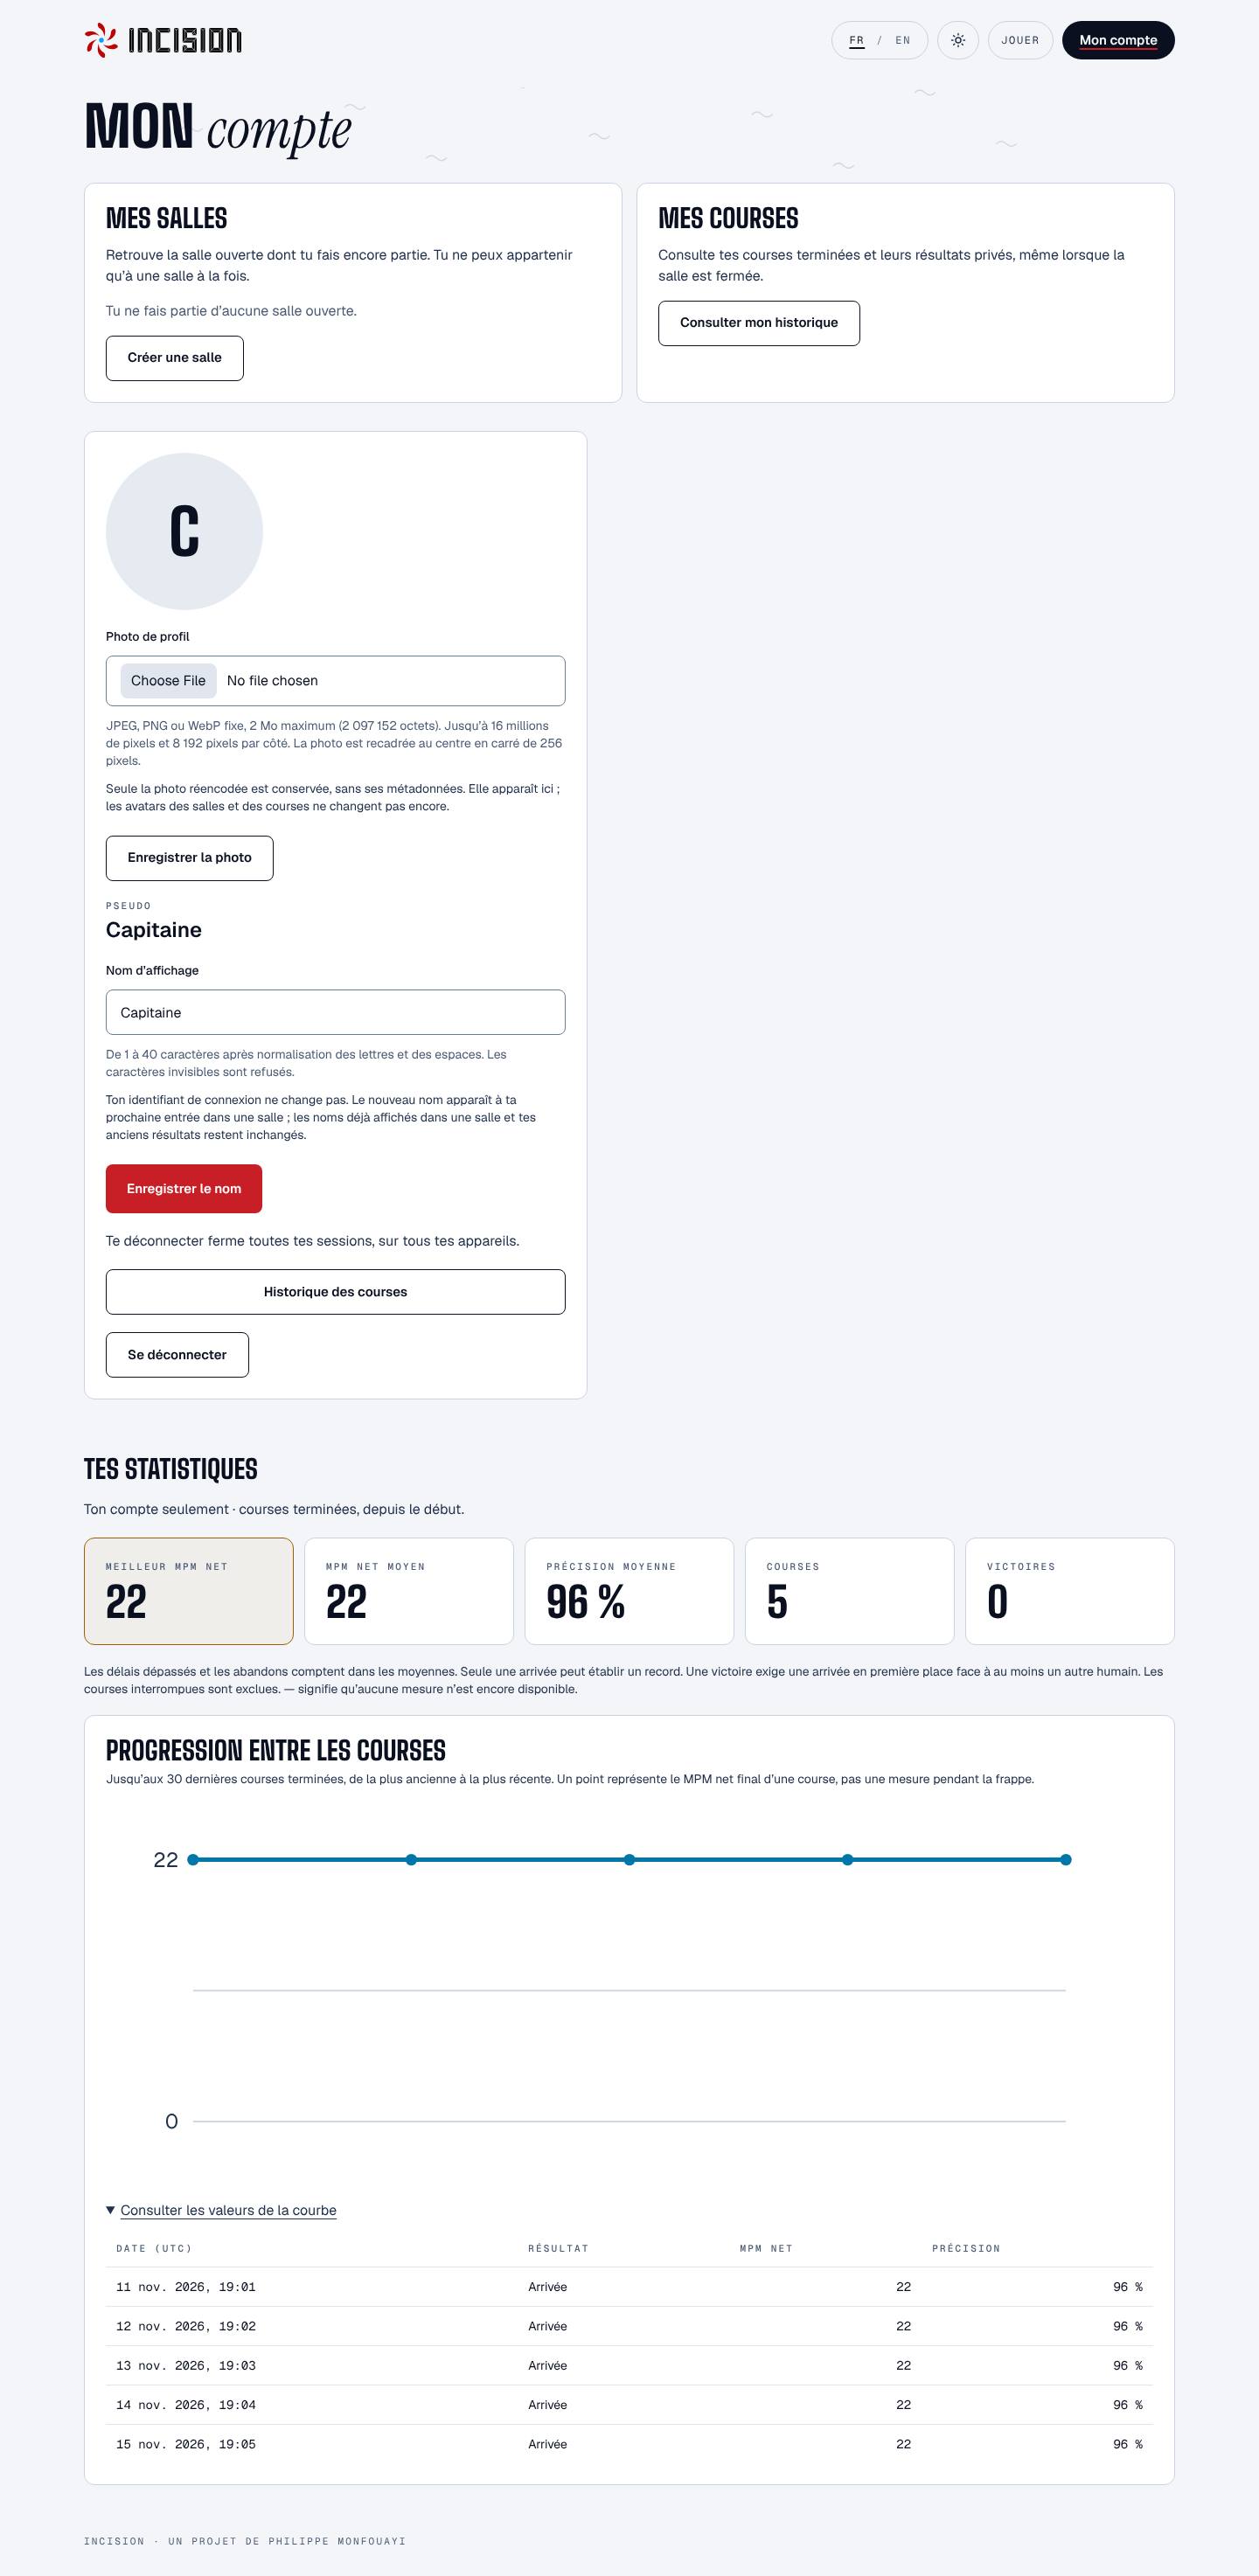 INCISION
FR / EN
JOUER
Mon compte
MON compte
MES SALLES
Retrouve la salle ouverte dont tu fais encore partie. Tu ne peux appartenir
qu’à une salle à la fois.
Tu ne fais partie d’aucune salle ouverte.
Créer une salle
MES COURSES
Consulte tes courses terminées et leurs résultats privés, même lorsque la
salle est fermée.
Consulter mon historique
C
Photo de profil
Choose File No file chosen
JPEG, PNG ou WebP fixe, 2 Mo maximum (2 097 152 octets). Jusqu’à 16 millions
de pixels et 8 192 pixels par côté. La photo est recadrée au centre en carré de 256
pixels.
Seule la photo réencodée est conservée, sans ses métadonnées. Elle apparaît ici ;
les avatars des salles et des courses ne changent pas encore.
Enregistrer la photo
PSEUDO
Capitaine
Nom d’affichage
Capitaine
De 1 à 40 caractères après normalisation des lettres et des espaces. Les
caractères invisibles sont refusés.
Ton identifiant de connexion ne change pas. Le nouveau nom apparaît à ta
prochaine entrée dans une salle ; les noms déjà affichés dans une salle et tes
anciens résultats restent inchangés.
Enregistrer le nom
Te déconnecter ferme toutes tes sessions, sur tous tes appareils.
Historique des courses
Se déconnecter
TES STATISTIQUES
Ton compte seulement · courses terminées, depuis le début.
MEILLEUR MPM NET
22
MPM NET MOYEN
22
PRÉCISION MOYENNE
96 %
COURSES
5
VICTOIRES
0
Les délais dépassés et les abandons comptent dans les moyennes. Seule une arrivée peut établir un record. Une victoire exige une arrivée en première place face à au moins un autre humain. Les
courses interrompues sont exclues. — signifie qu’aucune mesure n’est encore disponible.
PROGRESSION ENTRE LES COURSES
Jusqu’aux 30 dernières courses terminées, de la plus ancienne à la plus récente. Un point représente le MPM net final d’une course, pas une mesure pendant la frappe.
22
0
▼ Consulter les valeurs de la courbe
DATE (UTC) RÉSULTAT MPM NET PRÉCISION
11 nov. 2026, 19:01 Arrivée 22 96 %
12 nov. 2026, 19:02 Arrivée 22 96 %
13 nov. 2026, 19:03 Arrivée 22 96 %
14 nov. 2026, 19:04 Arrivée 22 96 %
15 nov. 2026, 19:05 Arrivée 22 96 %
INCISION · UN PROJET DE PHILIPPE MONFOUAYI